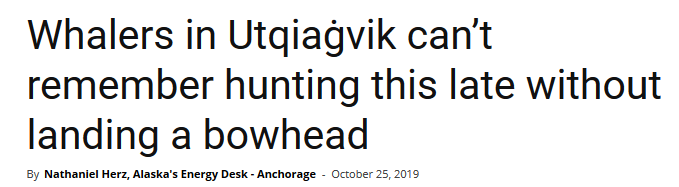 Whalers in Utqiaġvik can’t
remember hunting this late without
landing a bowhead
By Nathaniel Herz, Alaska's Energy Desk - Anchorage - October 25, 2019